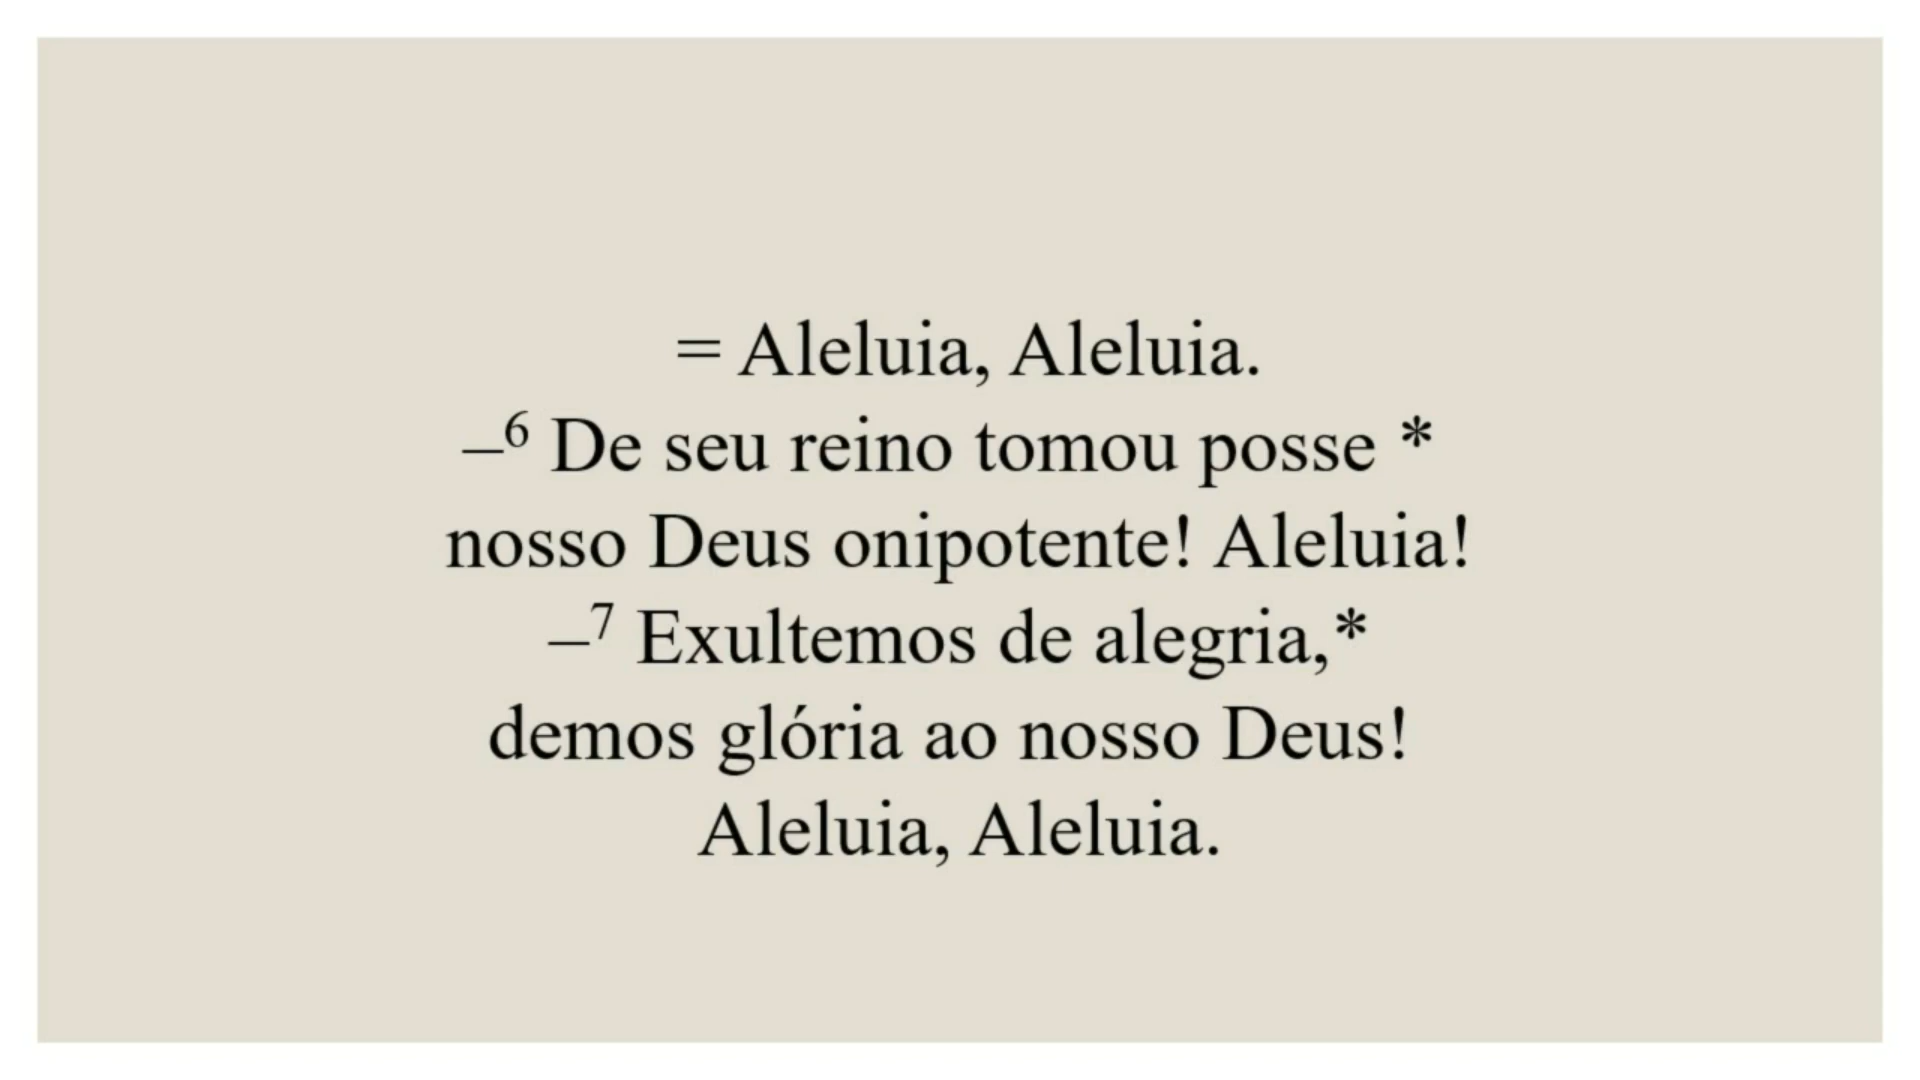 = Aleluia, Aleluia.
–⁶ De seu reino tomou posse *
nosso Deus onipotente! Aleluia!
–⁷ Exultemos de alegria,*
demos glória ao nosso Deus!
Aleluia, Aleluia.